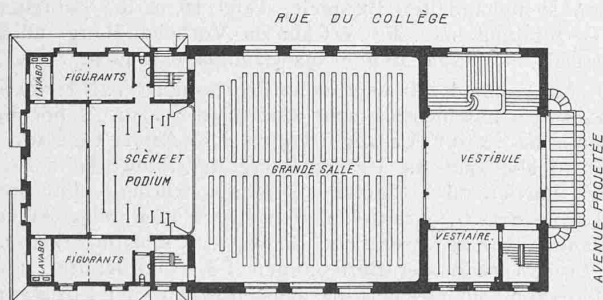 RUE DU COLLÈGE
LAVABO
FIGURANTS
SCÈNE ET
PODIUM
GRANDE SALLE
VESTIBULE
AVENUE PROJETÉE
VESTIAIRE.
LAVABO
FIGURANTS